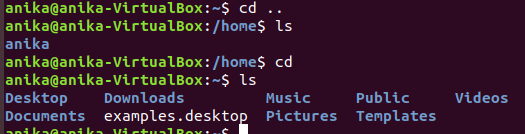 anika@anika-VirtualBox:~$ cd ..
anika@anika-VirtualBox:/home$ ls
anika
anika@anika-VirtualBox:/home$ cd
anika@anika-VirtualBox:~$ ls
Desktop Downloads Music Public Videos
Documents examples.desktop Pictures Templates
anika@anika-VirtualBox:~$